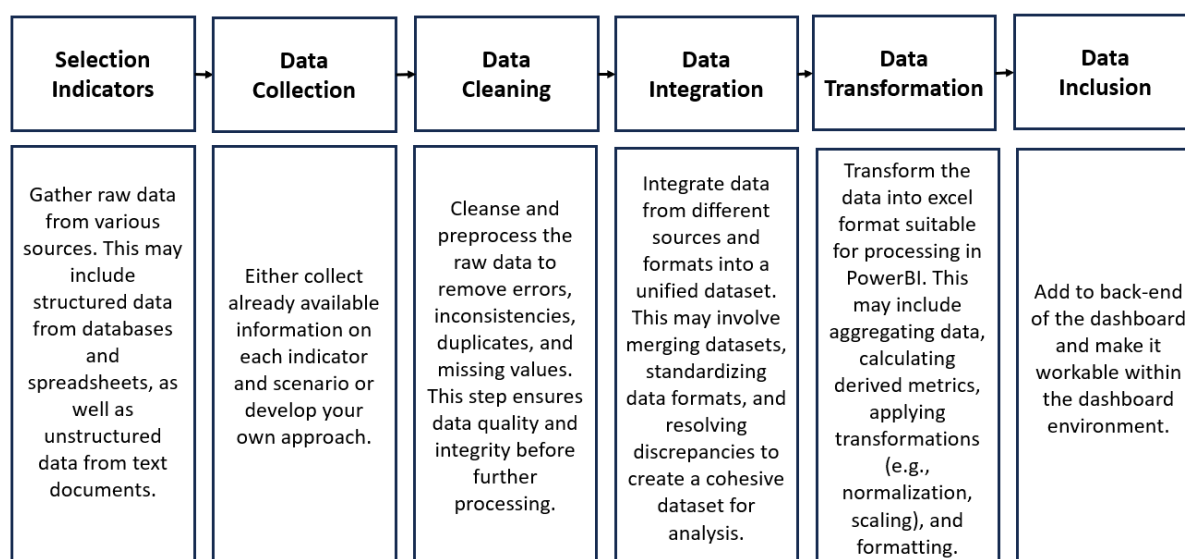 Selection
Indicators
Data
Collection
Data
Cleaning
Data
Integration
Data
Transformation
Data
Inclusion
Gather raw data
from various
sources. This may
include
structured data
from databases
and
spreadsheets, as
well as
unstructured
data from text
documents.
Either collect
already available
information on
each indicator
and scenario or
develop your
own approach.
Cleanse and
preprocess the
raw data to
remove errors,
inconsistencies,
duplicates, and
missing values.
This step ensures
data quality and
integrity before
further
processing.
Integrate data
from different
sources and
formats into a
unified dataset.
This may involve
merging datasets,
standardizing
data formats, and
resolving
discrepancies to
create a cohesive
dataset for
analysis.
Transform the
data into excel
format suitable
for processing in
PowerBI. This
may include
aggregating data,
calculating
derived metrics,
applying
transformations
(e.g.,
normalization,
scaling), and
formatting.
Add to back-end
of the dashboard
and make it
workable within
the dashboard
environment.